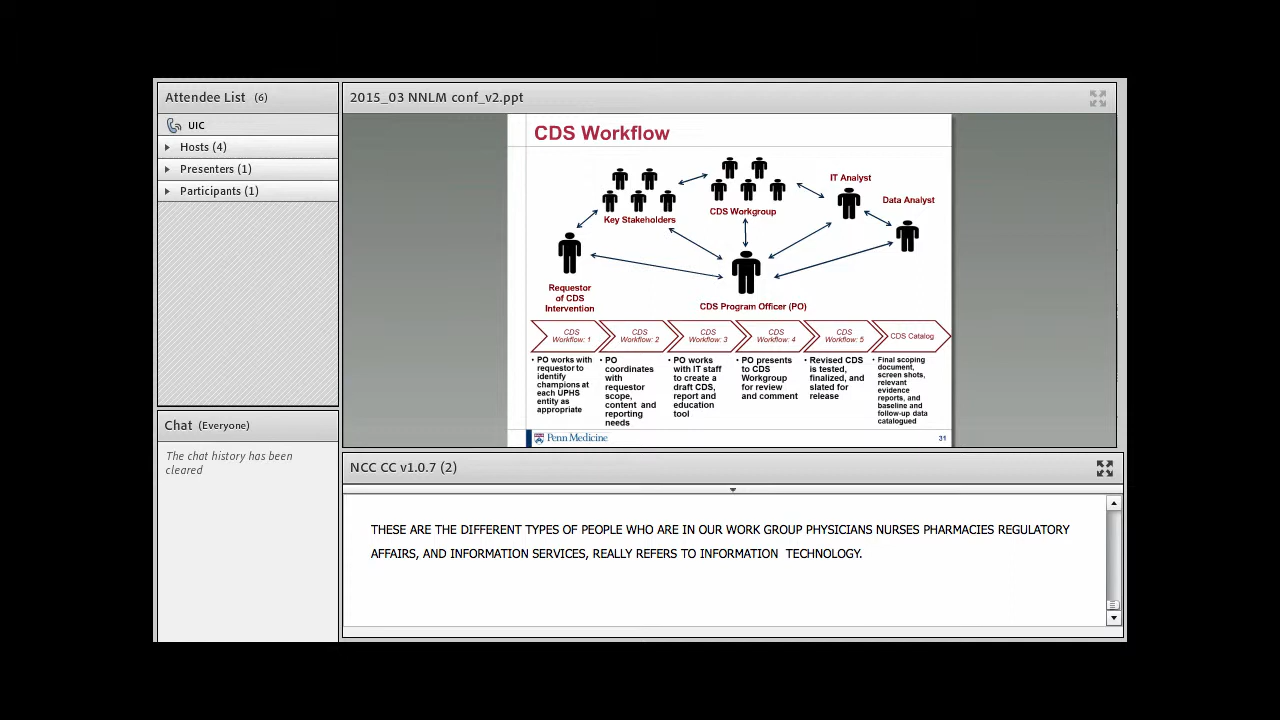 Attendee List (6)
UIC
Hosts (4)
Presenters (1)
Participants (1)
Chat (Everyone)
The chat history has been
cleared
2015_03 NNLM conf_v2.ppt
CDS Workflow
IT Analyst
Data Analyst
CDS Workgroup
Key Stakeholders
Requestor
of CDS
Intervention
CDS Program Officer (PO)
CDS
Workflow: 1
CDS
Workflow: 2
CDS
Workflow: 3
CDS
Workflow: 4
CDS
Workflow: 5
CDS Catalog
• PO works with
requestor to
identify
champions at
each UPHS
entity as
appropriate
• PO
coordinates
with
requestor
scope,
content and
reporting
needs
• PO works
with IT staff
to create a
draft CDS,
report and
education
tool
• PO presents
to CDS
Workgroup
for review
and comment
• Revised CDS
is tested,
finalized, and
slated for
release
• Final scoping
document,
screen shots,
relevant
evidence
reports, and
baseline and
follow-up data
catalogued
Penn Medicine
31
NCC CC v1.0.7 (2)
THESE ARE THE DIFFERENT TYPES OF PEOPLE WHO ARE IN OUR WORK GROUP PHYSICIANS NURSES PHARMACIES REGULATORY
AFFAIRS, AND INFORMATION SERVICES, REALLY REFERS TO INFORMATION  TECHNOLOGY.